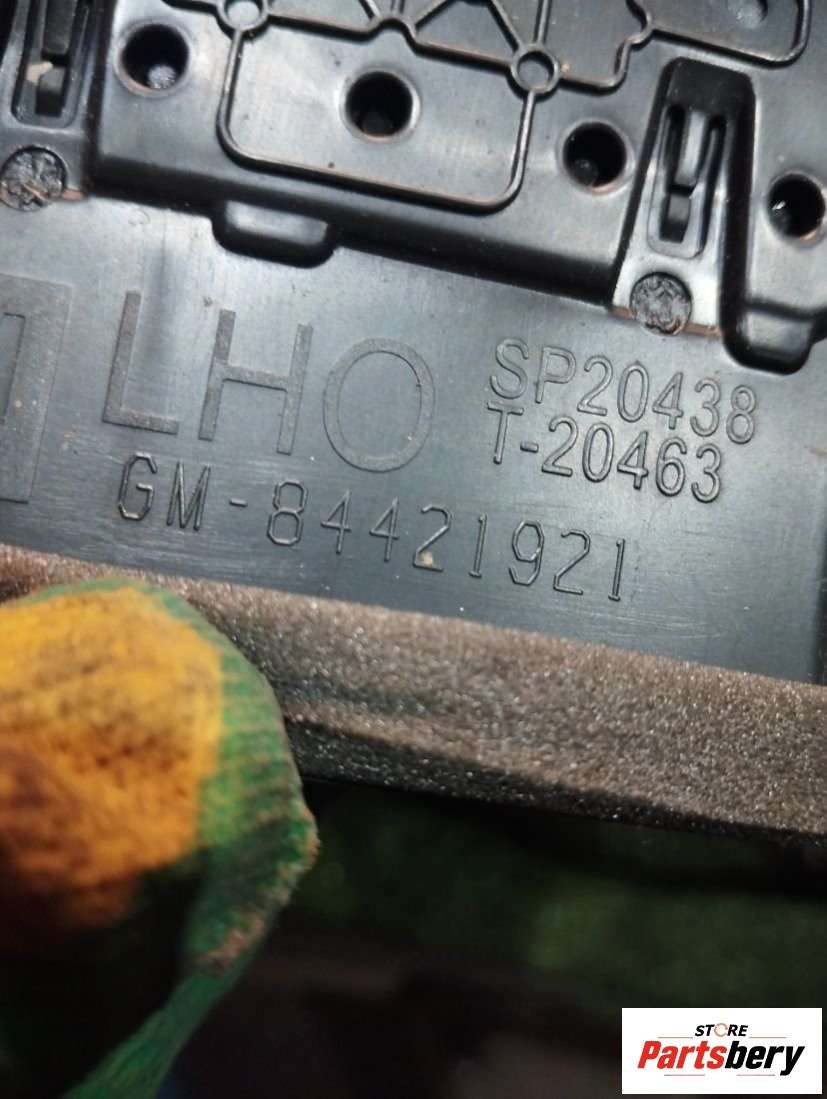 LHO
SP20438
T-20463
GM-84421921
STORE
Partsbery